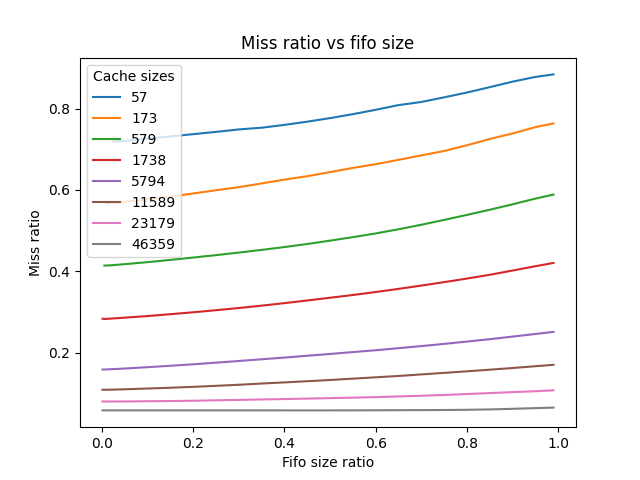 Miss ratio vs fifo size
Cache sizes
57
173
579
1738
5794
11589
23179
46359
0.8
0.6
0.4
0.2
Miss ratio
0.0 0.2 0.4 0.6 0.8 1.0
Fifo size ratio